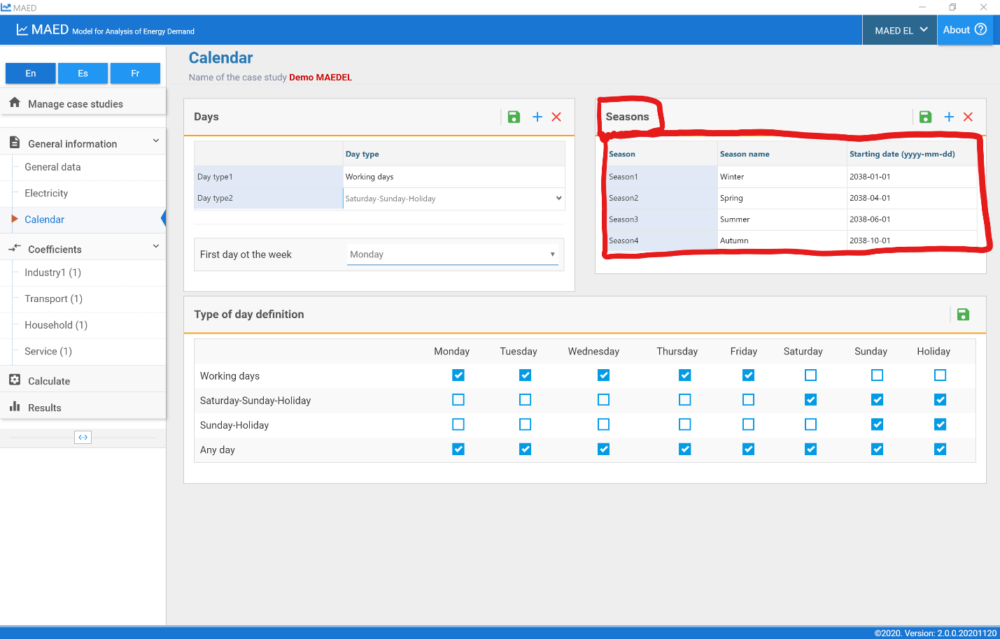 MAED
MAED Model for Analysis of Energy Demand
MAED EL
About
En
Es
Fr
Manage case studies
General information
General data
Electricity
Calendar
Coefficients
Industry1 (1)
Transport (1)
Household (1)
Service (1)
Calculate
Results
Calendar
Name of the case study Demo MAEDEL
Days
Day type
Day type1 Working days
Day type2 Saturday-Sunday-Holiday
First day ot the week Monday
Seasons
Season Season name Starting date (yyyy-mm-dd)
Season1 Winter 2038-01-01
Season2 Spring 2038-04-01
Season3 Summer 2038-06-01
Season4 Autumn 2038-10-01
Type of day definition
Monday Tuesday Wednesday Thursday Friday Saturday Sunday Holiday
Working days
Saturday-Sunday-Holiday
Sunday-Holiday
Any day
©2020. Version: 2.0.0.20201120